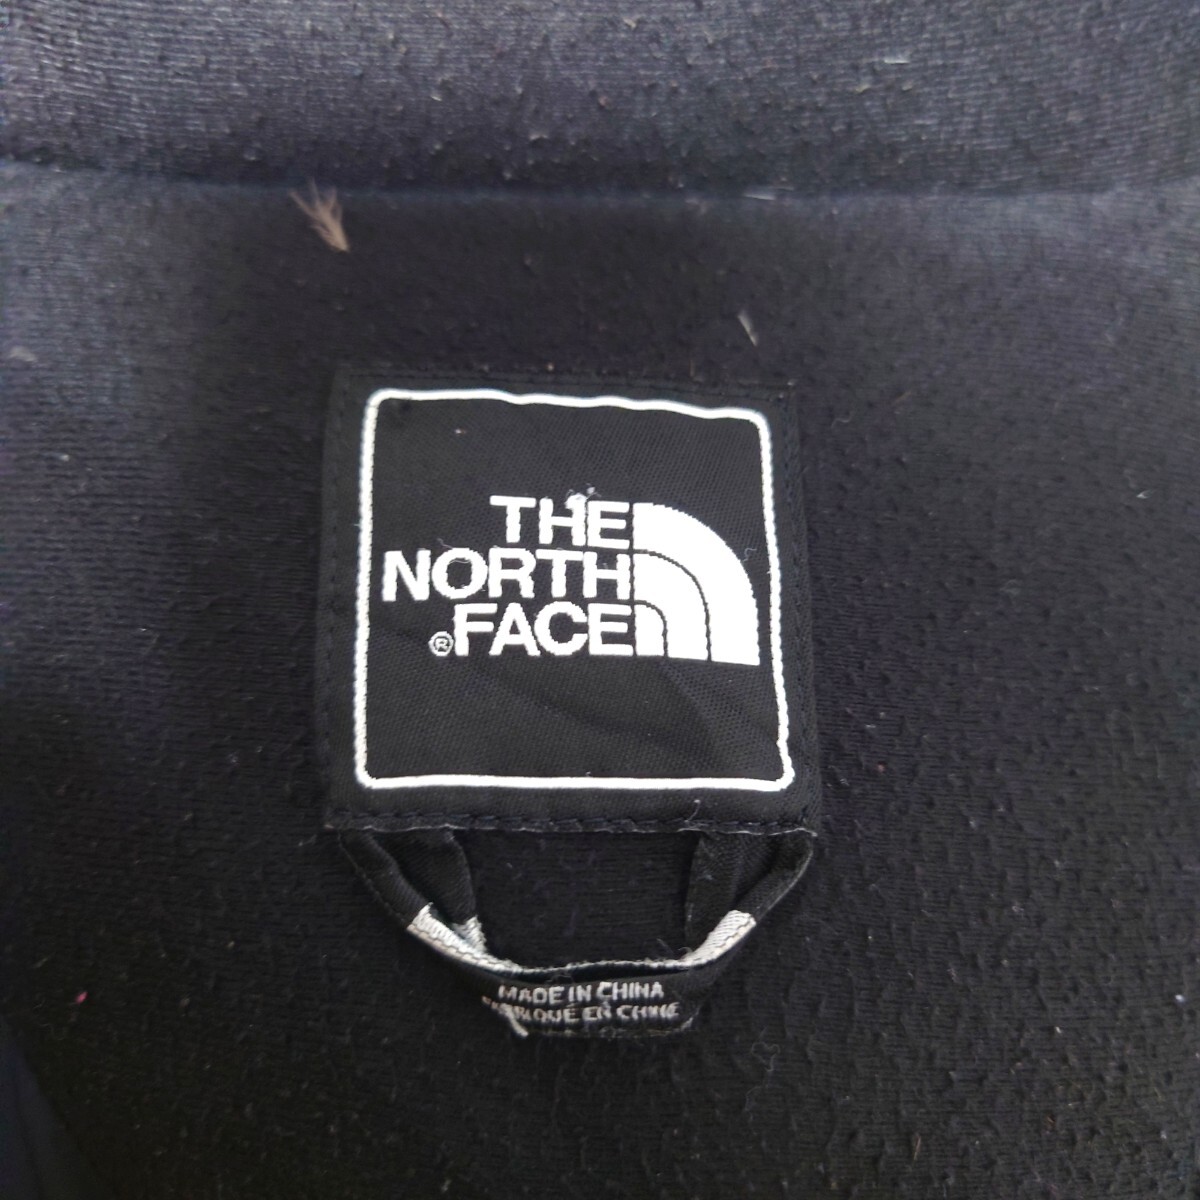 THE
NORTH
®FACE
MADE IN CHINA
FABRIQUÉ EN CHINE